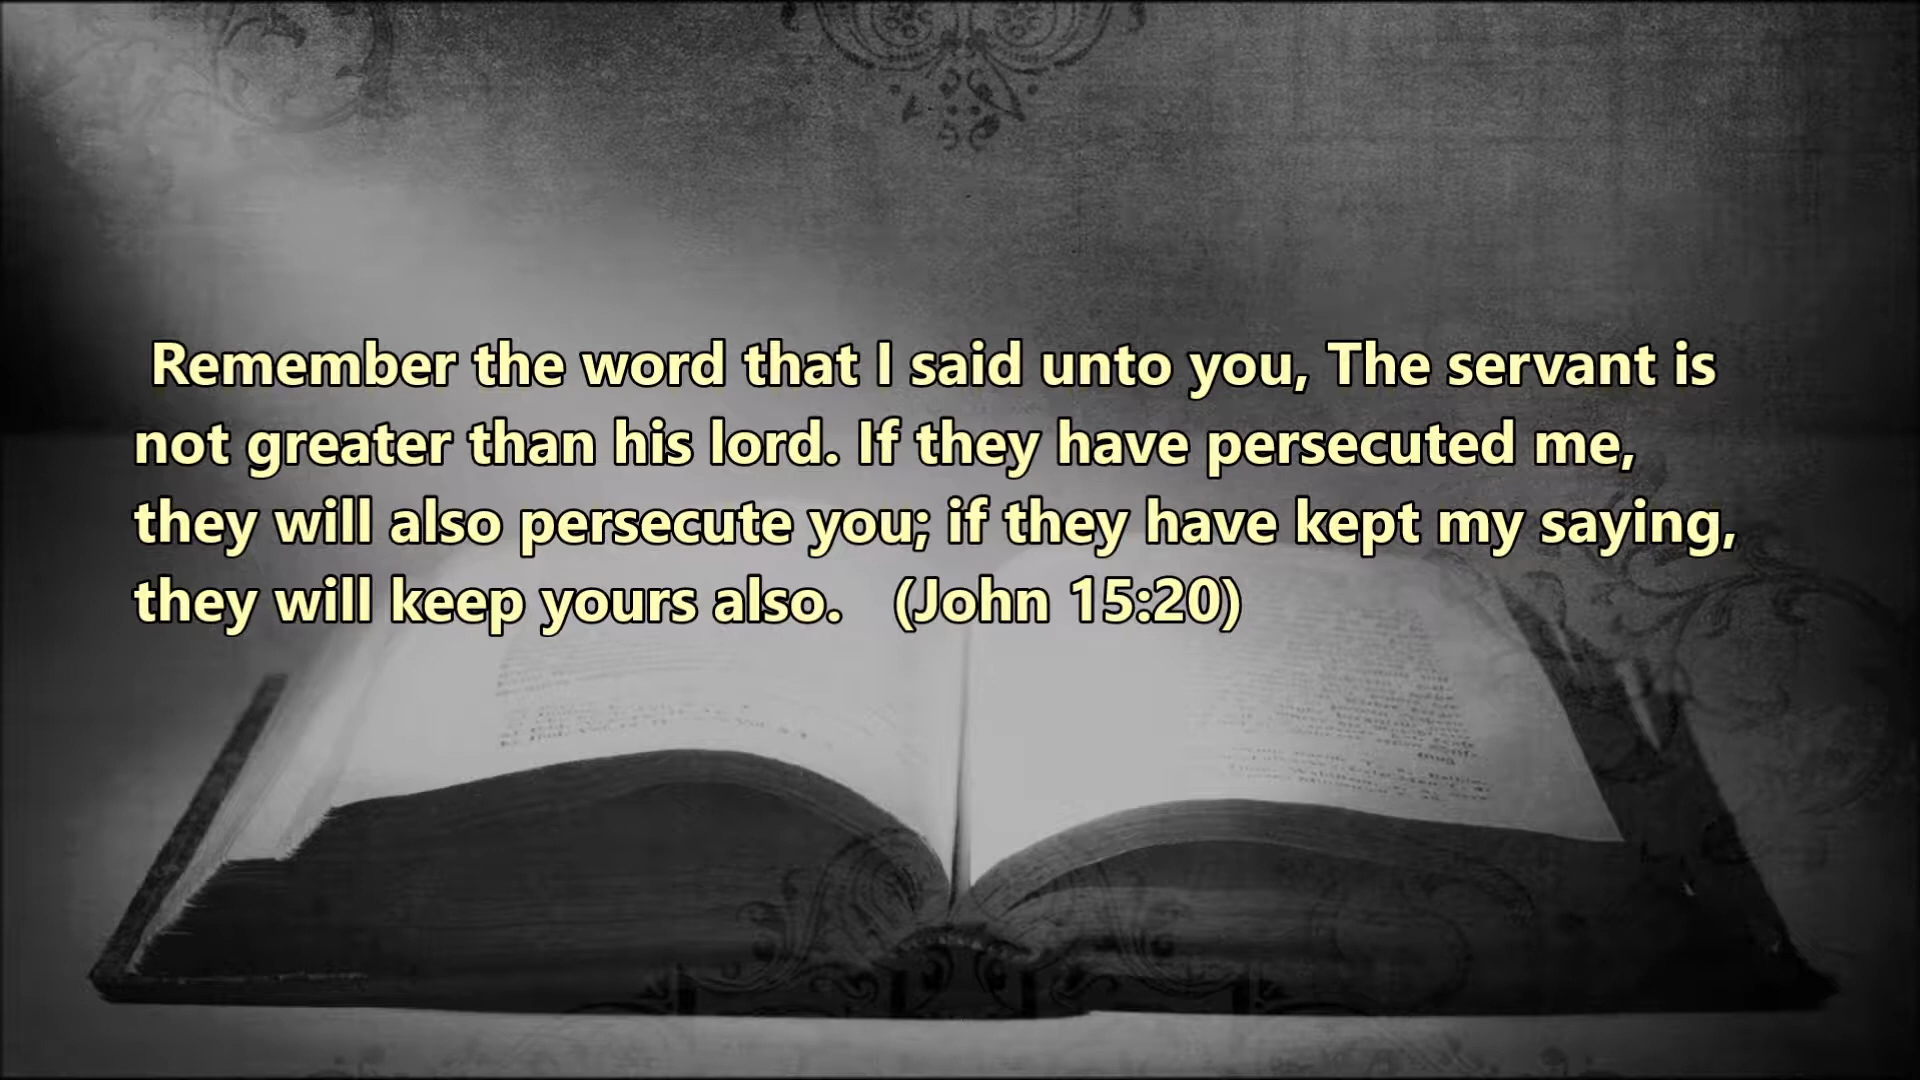 Remember the word that I said unto you, The servant is
not greater than his lord. If they have persecuted me,
they will also persecute you; if they have kept my saying,
they will keep yours also. (John 15:20)